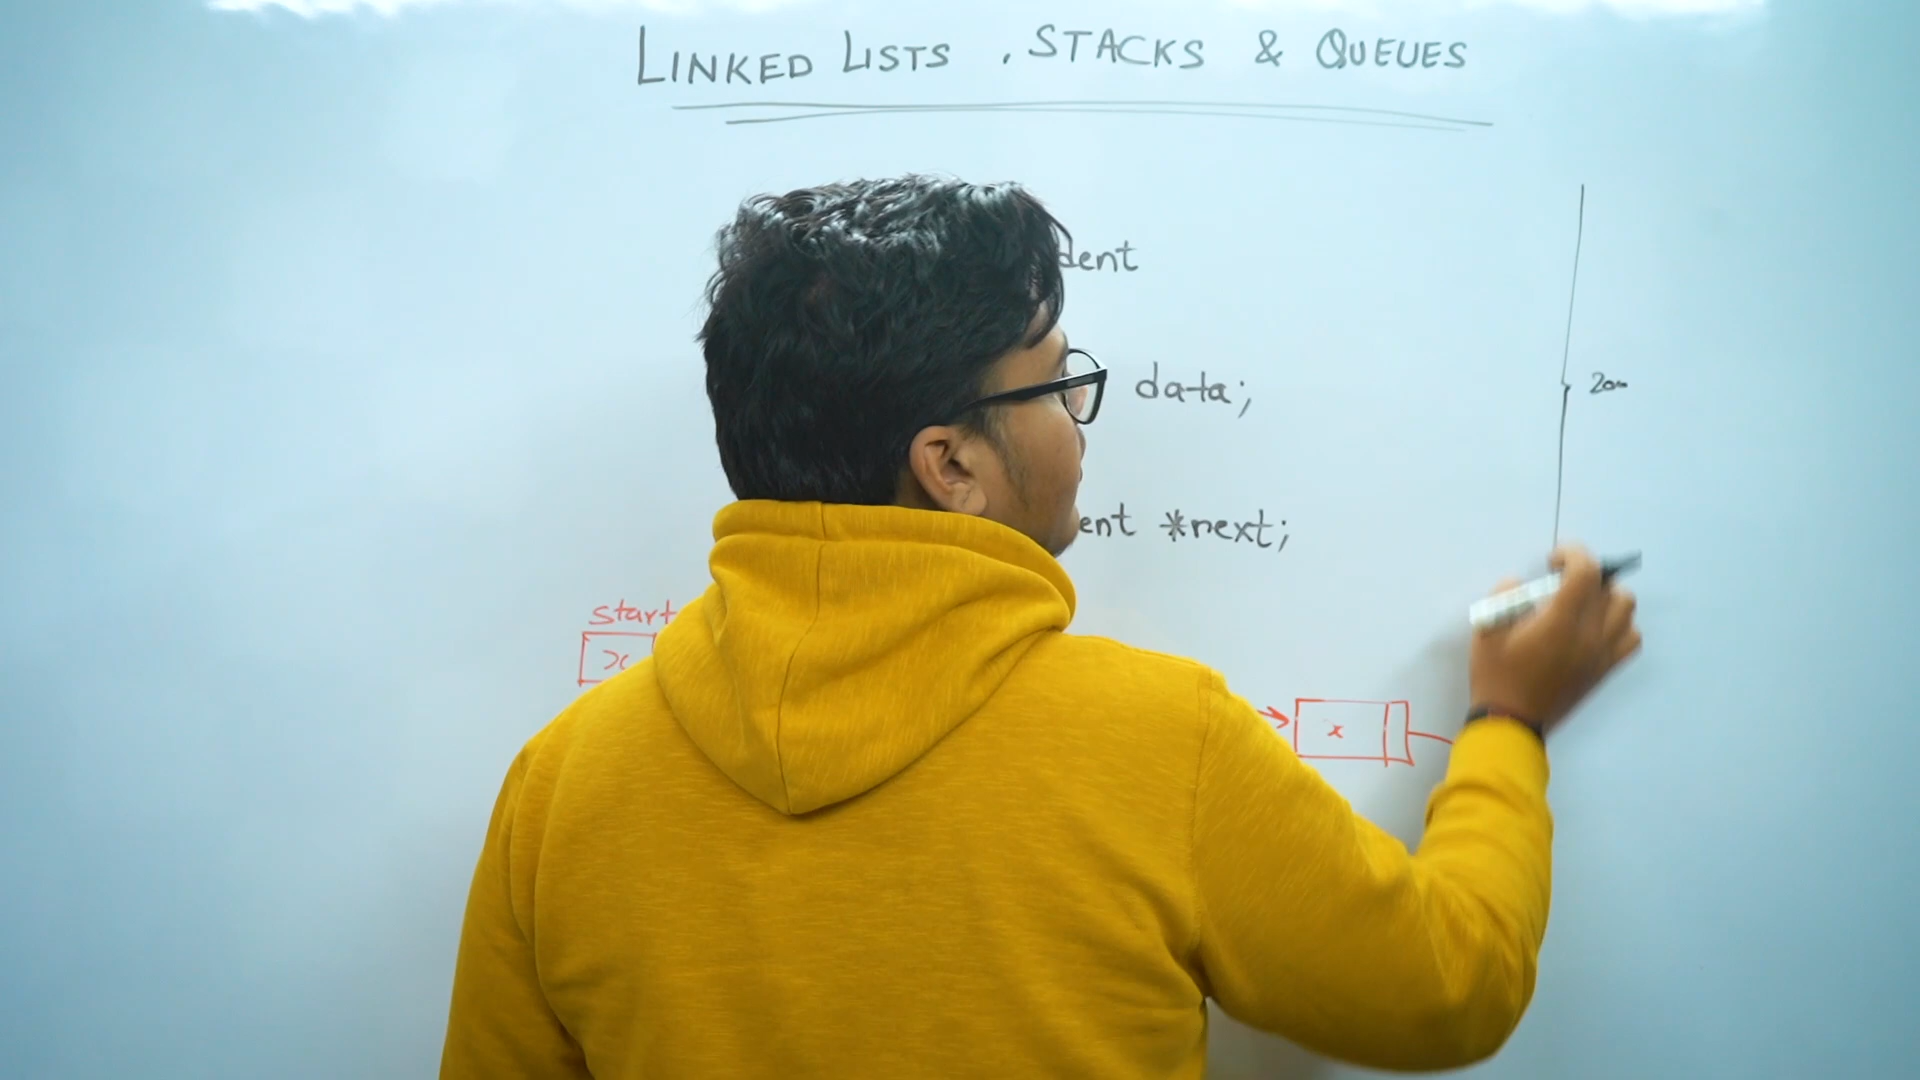 LINKED LISTS , STACKS & QUEUES
dent
data;
ent *next;
start
x
x